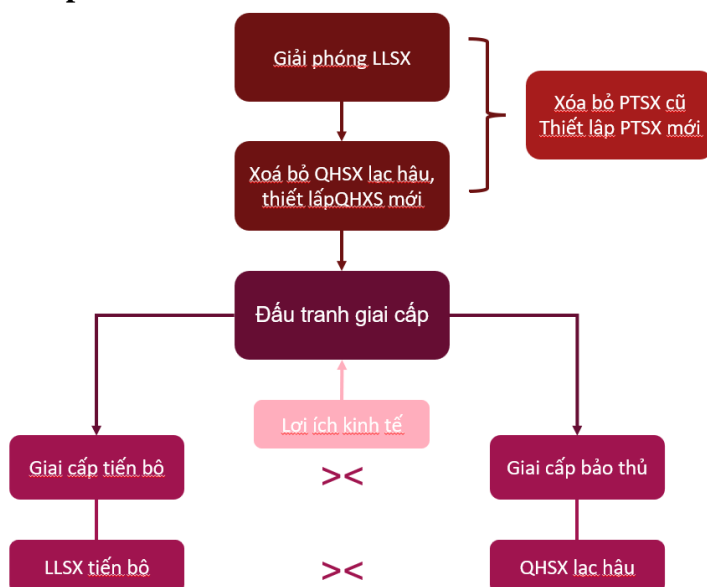 Giải phóng LLSX
Xóa bỏ PTSX cũ
Thiết lập PTSX mới
Xoá bỏ QHSX lạc hậu,
thiết lấpQHXS mới
Đấu tranh giai cấp
Lợi ích kinh tế
Giai cấp tiến bộ
><
Giai cấp bảo thủ
LLSX tiến bộ
><
QHSX lạc hậu